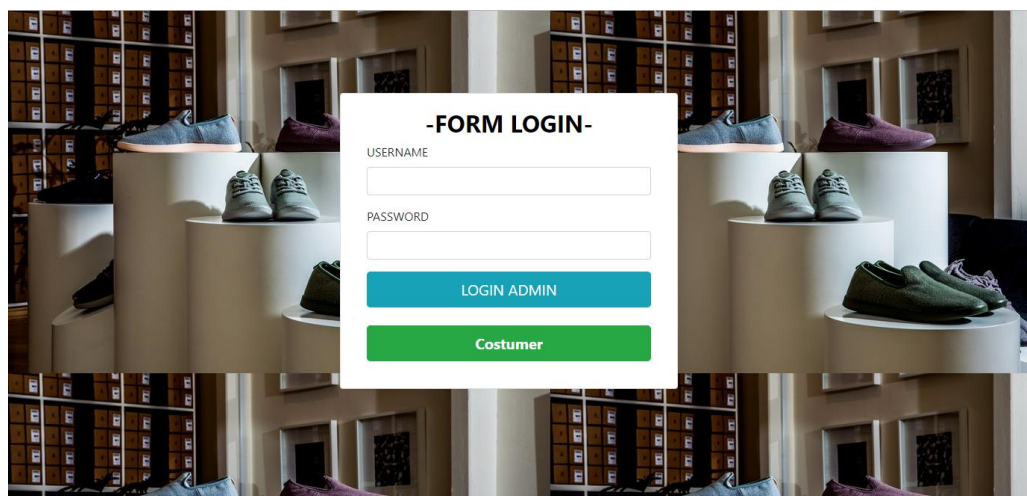 -FORM LOGIN-
USERNAME
PASSWORD
LOGIN ADMIN
Costumer